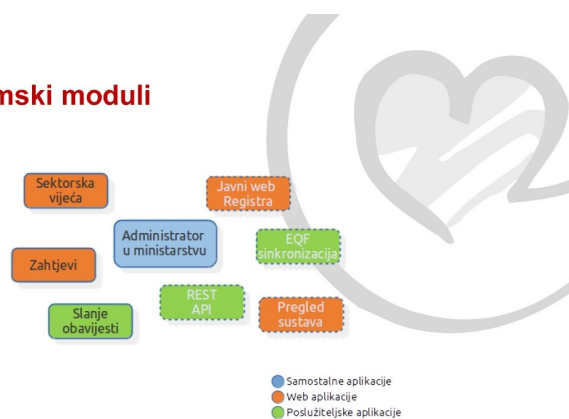 mski moduli
Sektorska
vijeća
Javni web
Registra
Administrator
u ministarstvu
EQF
sinkronizacija
Zahtjevi
REST
API
Slanje
obavijesti
Pregled
sustava
Samostalne aplikacije
Web aplikacije
Poslužiteljske aplikacije